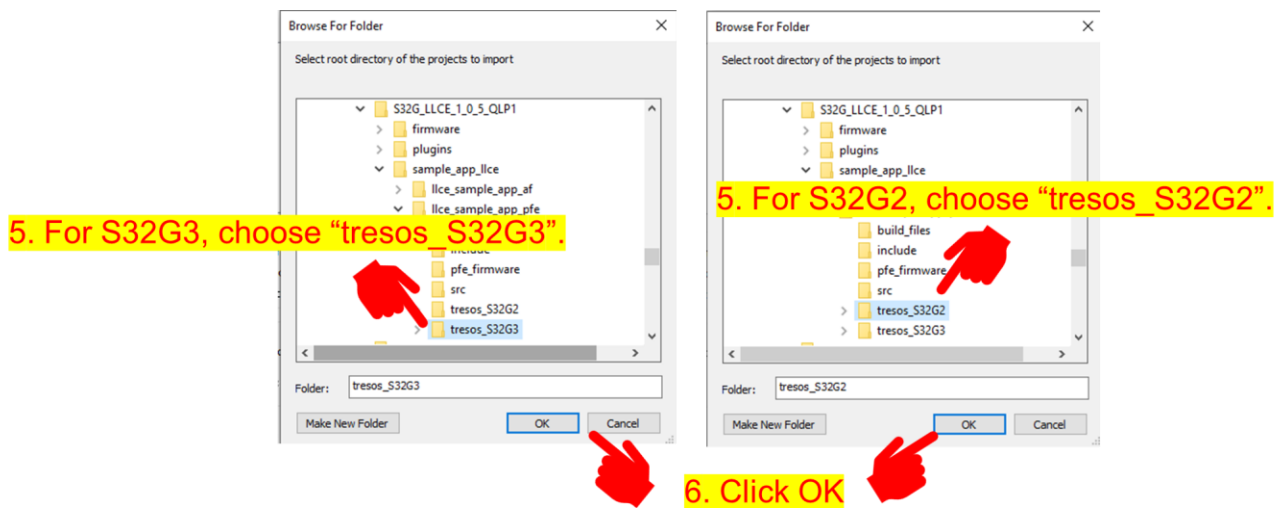 Browse For Folder
Select root directory of the projects to import
S32G_LLCE_1_0_5_QLP1
firmware
plugins
sample_app_llce
llce_sample_app_af
llce_sample_app_pfe
5. For S32G3, choose “tresos_S32G3”.
include
pfe_firmware
src
tresos_S32G2
tresos_S32G3
Folder: tresos_S32G3
Make New Folder OK Cancel
Browse For Folder
Select root directory of the projects to import
S32G_LLCE_1_0_5_QLP1
firmware
plugins
sample_app_llce
5. For S32G2, choose “tresos_S32G2”.
build_files
include
pfe_firmware
src
tresos_S32G2
tresos_S32G3
Folder: tresos_S32G2
Make New Folder OK Cancel
6. Click OK